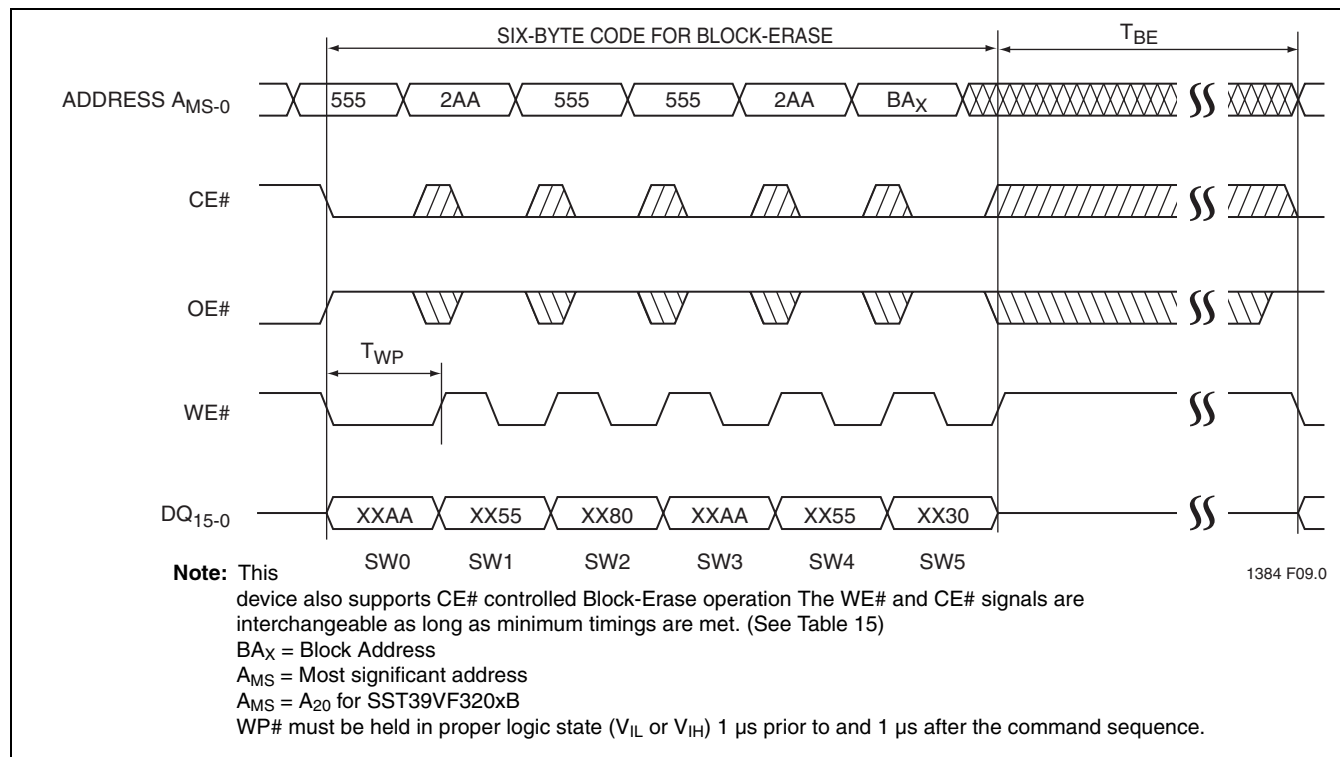 SIX-BYTE CODE FOR BLOCK-ERASE
TBE
ADDRESS AMS-0
555 2AA 555 555 2AA BAX
CE#
OE#
TWP
WE#
DQ15-0
XXAA XX55 XX80 XXAA XX55 XX30
SW0 SW1 SW2 SW3 SW4 SW5
1384 F09.0
Note: This
device also supports CE# controlled Block-Erase operation The WE# and CE# signals are
interchangeable as long as minimum timings are met. (See Table 15)
BAX = Block Address
AMS = Most significant address
AMS = A20 for SST39VF320xB
WP# must be held in proper logic state (VIL or VIH) 1 µs prior to and 1 µs after the command sequence.